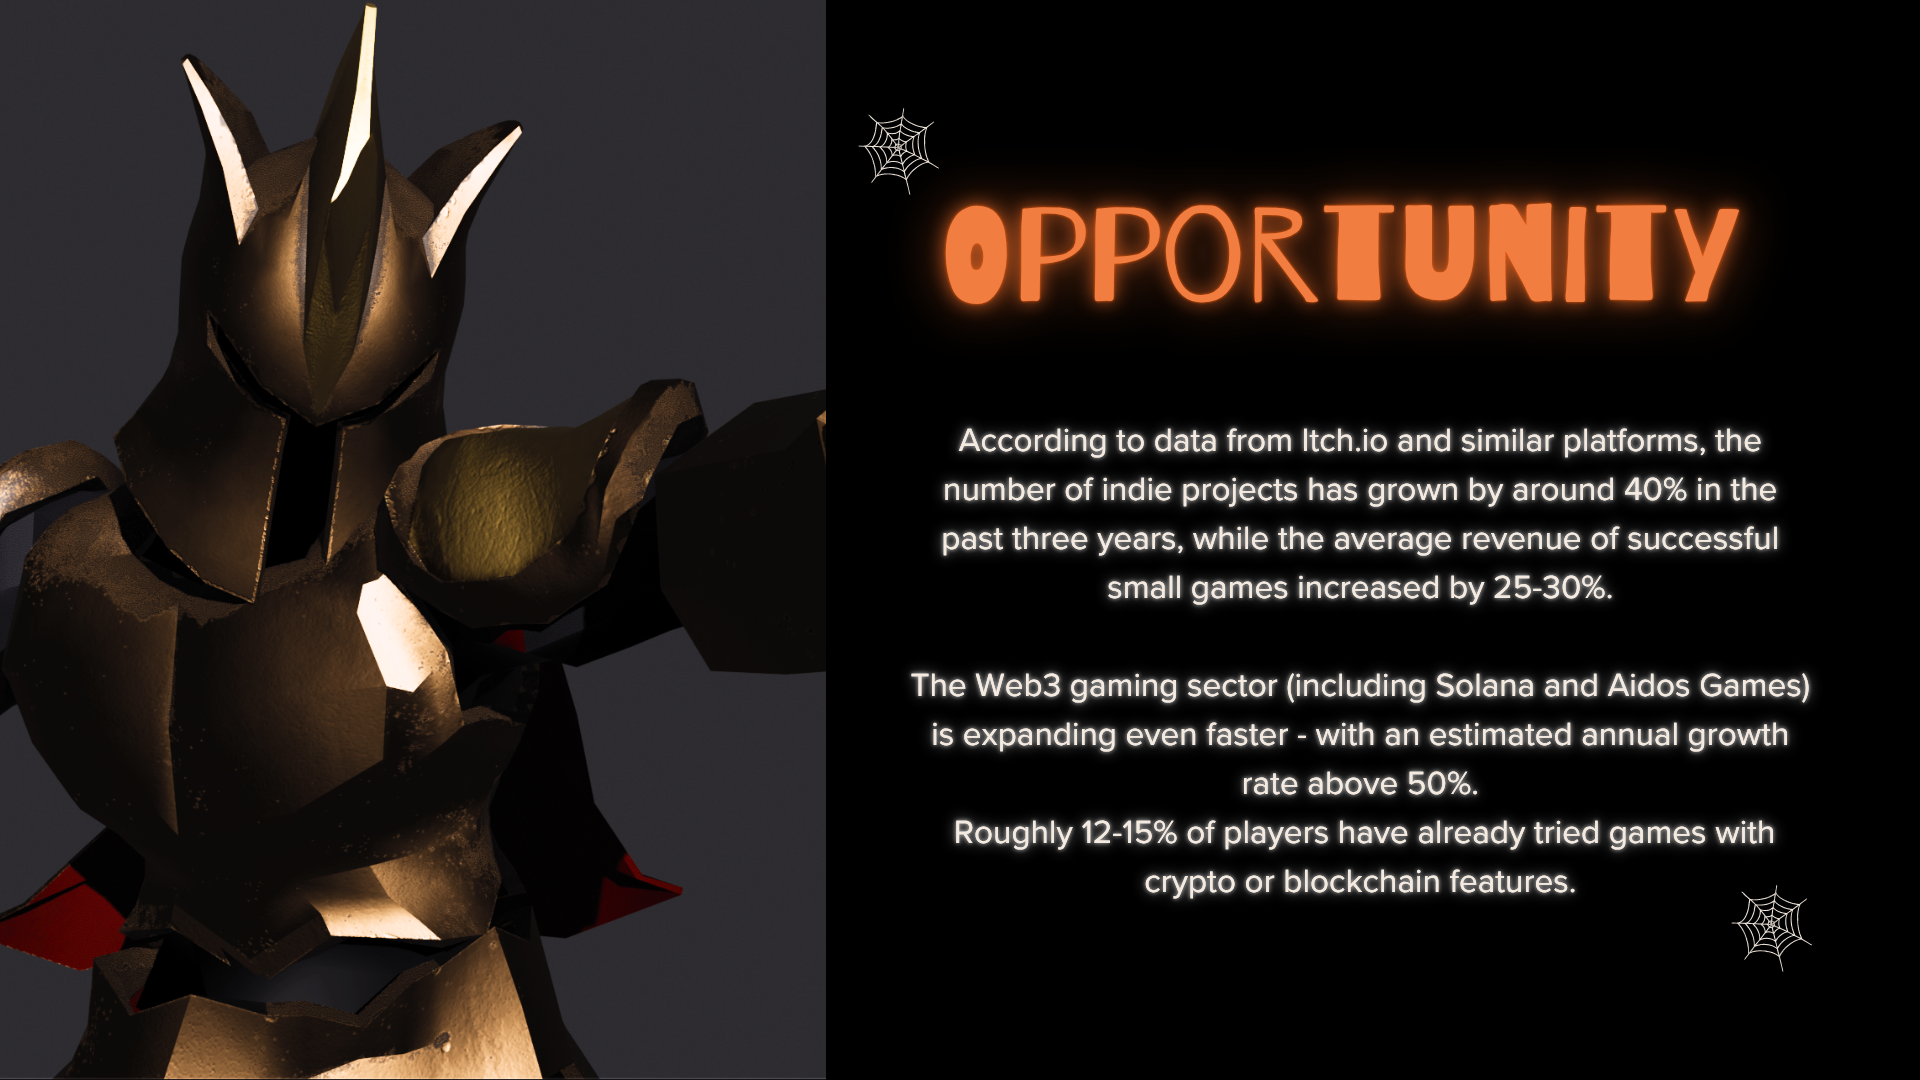 OPPORTUNITY
According to data from Itch.io and similar platforms, the
number of indie projects has grown by around 40% in the
past three years, while the average revenue of successful
small games increased by 25-30%.
The Web3 gaming sector (including Solana and Aidos Games)
is expanding even faster - with an estimated annual growth
rate above 50%.
Roughly 12-15% of players have already tried games with
crypto or blockchain features.